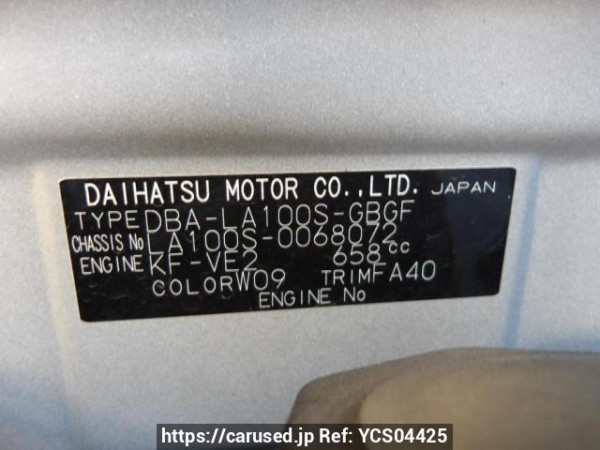 DAIHATSU MOTOR CO.,LTD. JAPAN
TYPE DBA-LA100S-GBGF
CHASSIS No LA100S-0068072
ENGINE KF-VE2 658cc
COLOR W09 TRIM FA40
ENGINE No
https://carused.jp Ref: YCS04425